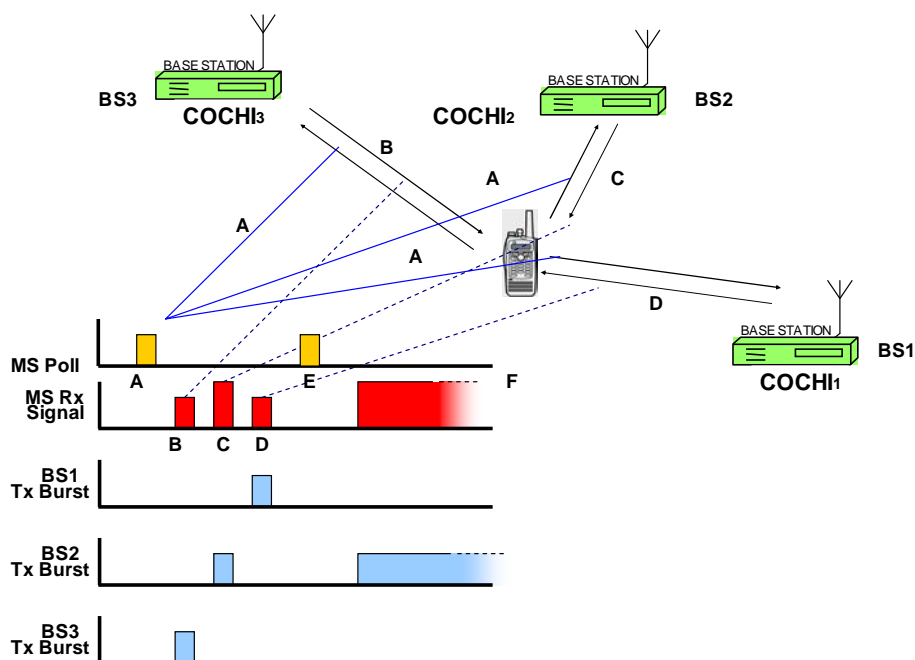 BASE STATION
BS3
COCHI3
BASE STATION
BS2
COCHI2
B
A
C
A
A
D
BASE STATION
BS1
COCHI1
MS Poll
A
E
F
MS Rx
Signal
B
C
D
BS1
Tx Burst
BS2
Tx Burst
BS3
Tx Burst